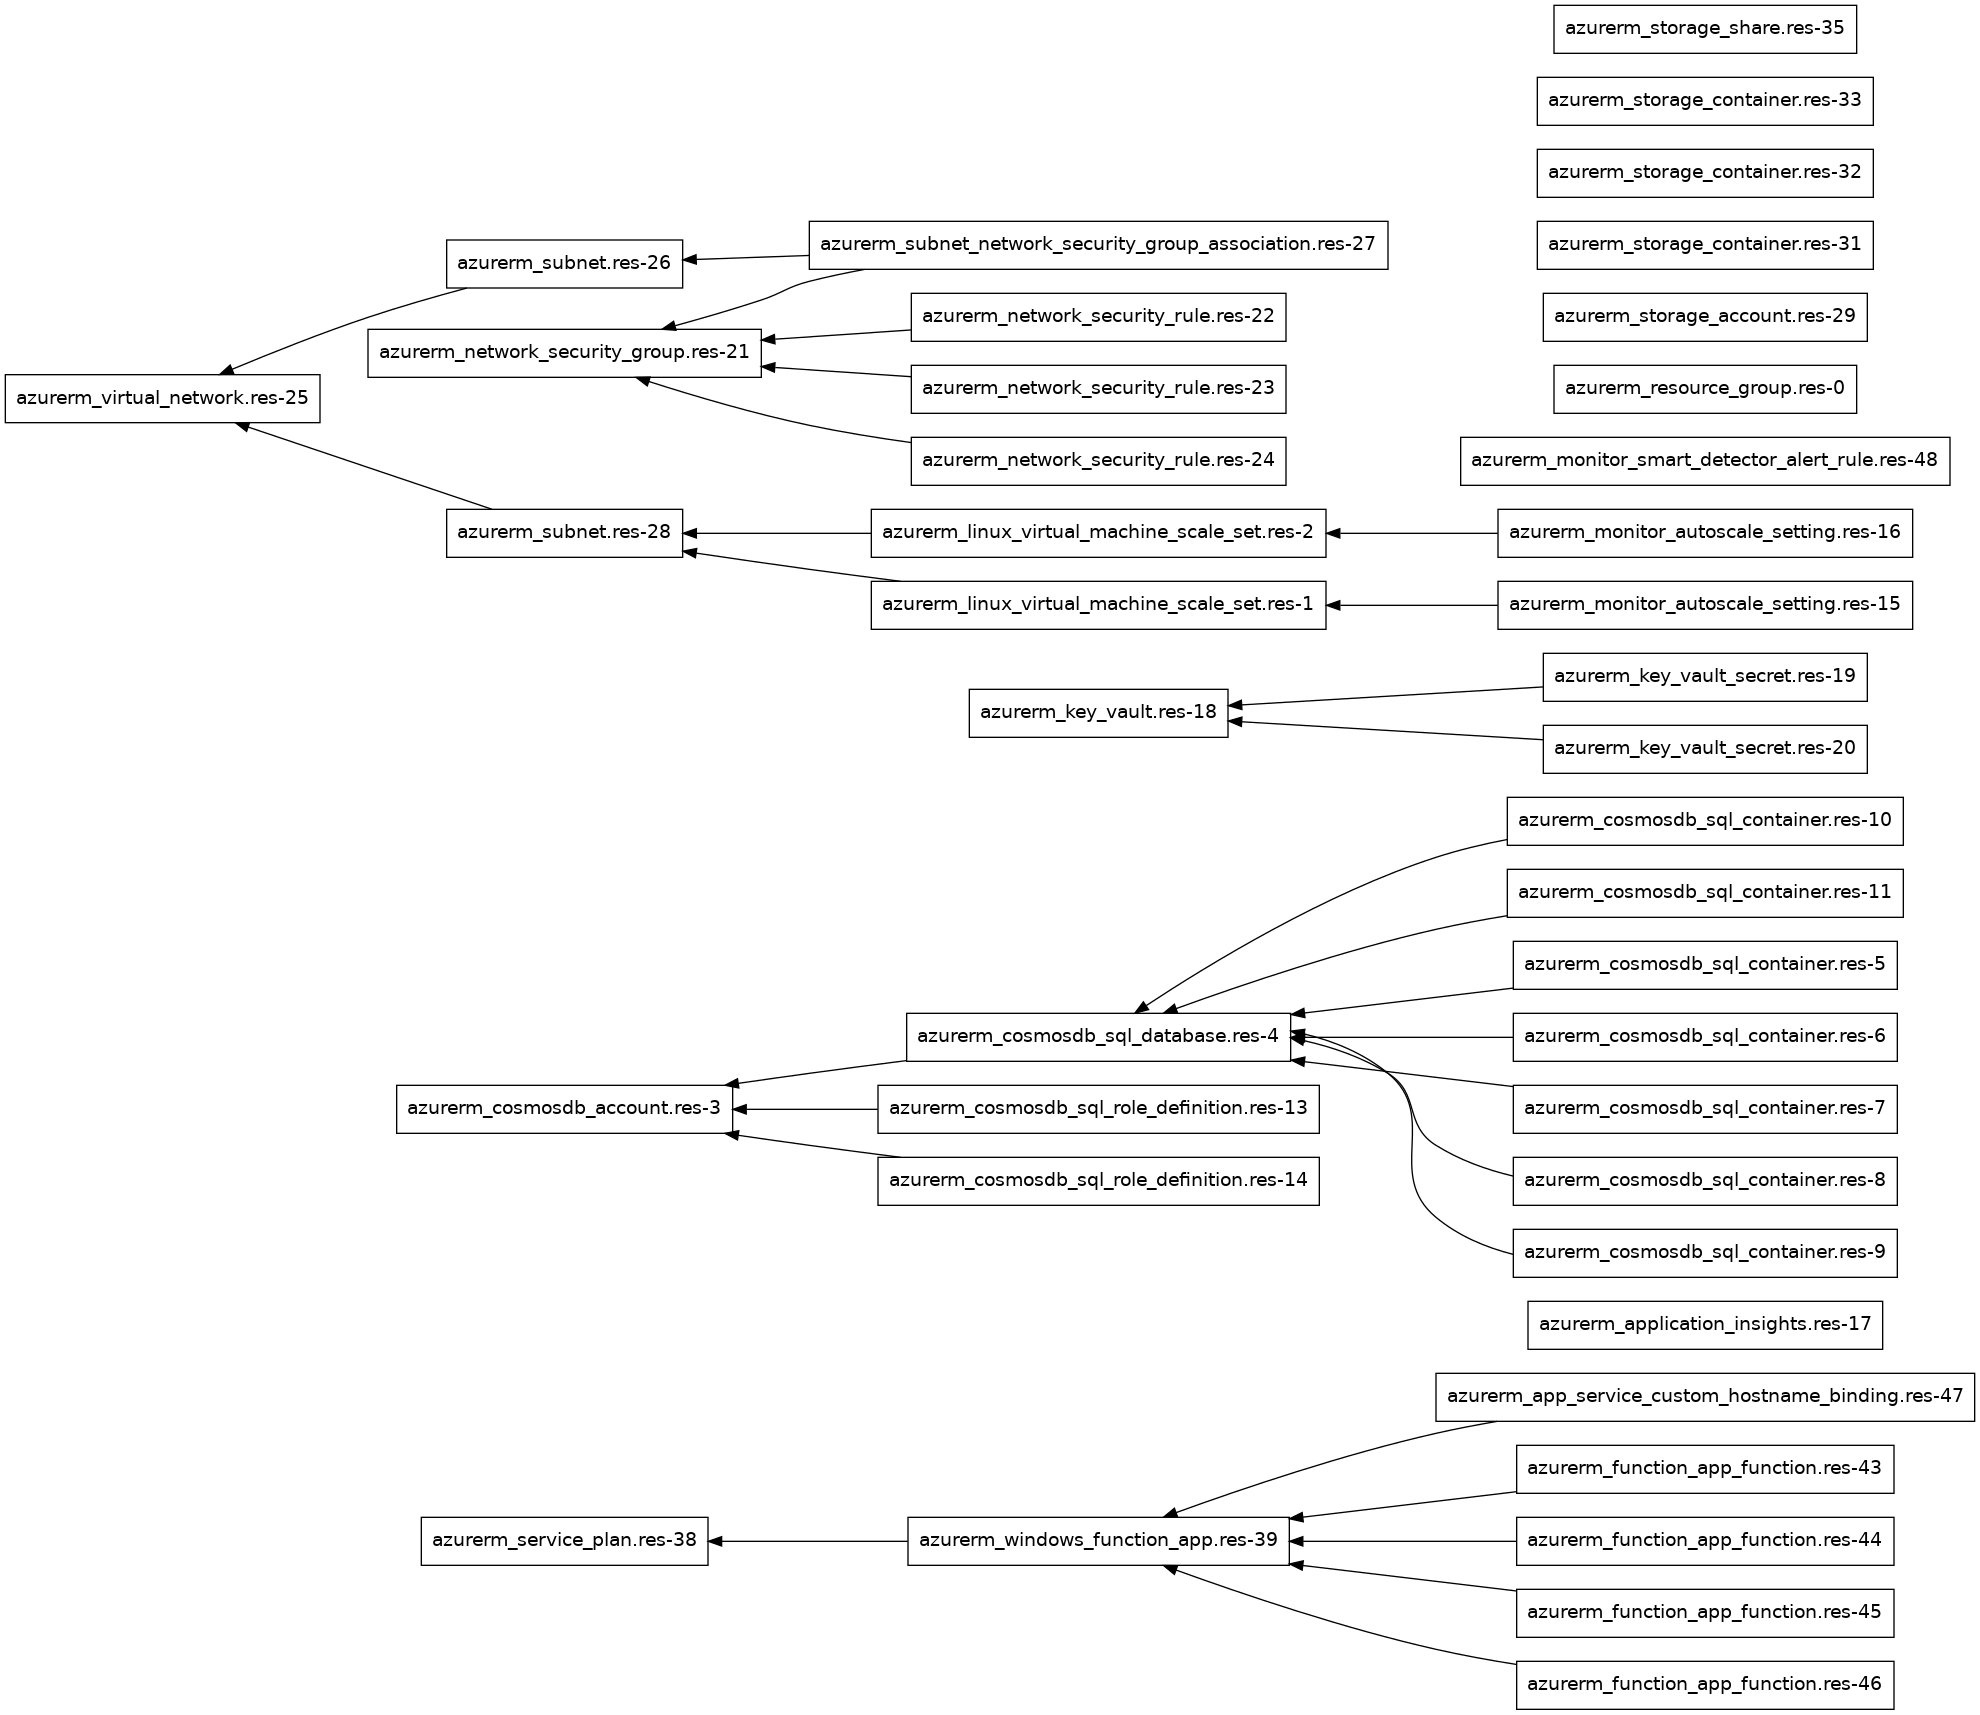 azurerm_storage_share.res-35
azurerm_storage_container.res-33
azurerm_storage_container.res-32
azurerm_subnet_network_security_group_association.res-27
azurerm_storage_container.res-31
azurerm_subnet.res-26
azurerm_network_security_rule.res-22
azurerm_storage_account.res-29
azurerm_network_security_group.res-21
azurerm_virtual_network.res-25
azurerm_network_security_rule.res-23
azurerm_resource_group.res-0
azurerm_network_security_rule.res-24
azurerm_monitor_smart_detector_alert_rule.res-48
azurerm_subnet.res-28
azurerm_linux_virtual_machine_scale_set.res-2
azurerm_monitor_autoscale_setting.res-16
azurerm_linux_virtual_machine_scale_set.res-1
azurerm_monitor_autoscale_setting.res-15
azurerm_key_vault_secret.res-19
azurerm_key_vault.res-18
azurerm_key_vault_secret.res-20
azurerm_cosmosdb_sql_container.res-10
azurerm_cosmosdb_sql_container.res-11
azurerm_cosmosdb_sql_container.res-5
azurerm_cosmosdb_sql_database.res-4
azurerm_cosmosdb_sql_container.res-6
azurerm_cosmosdb_account.res-3
azurerm_cosmosdb_sql_role_definition.res-13
azurerm_cosmosdb_sql_container.res-7
azurerm_cosmosdb_sql_role_definition.res-14
azurerm_cosmosdb_sql_container.res-8
azurerm_cosmosdb_sql_container.res-9
azurerm_application_insights.res-17
azurerm_app_service_custom_hostname_binding.res-47
azurerm_function_app_function.res-43
azurerm_service_plan.res-38
azurerm_windows_function_app.res-39
azurerm_function_app_function.res-44
azurerm_function_app_function.res-45
azurerm_function_app_function.res-46